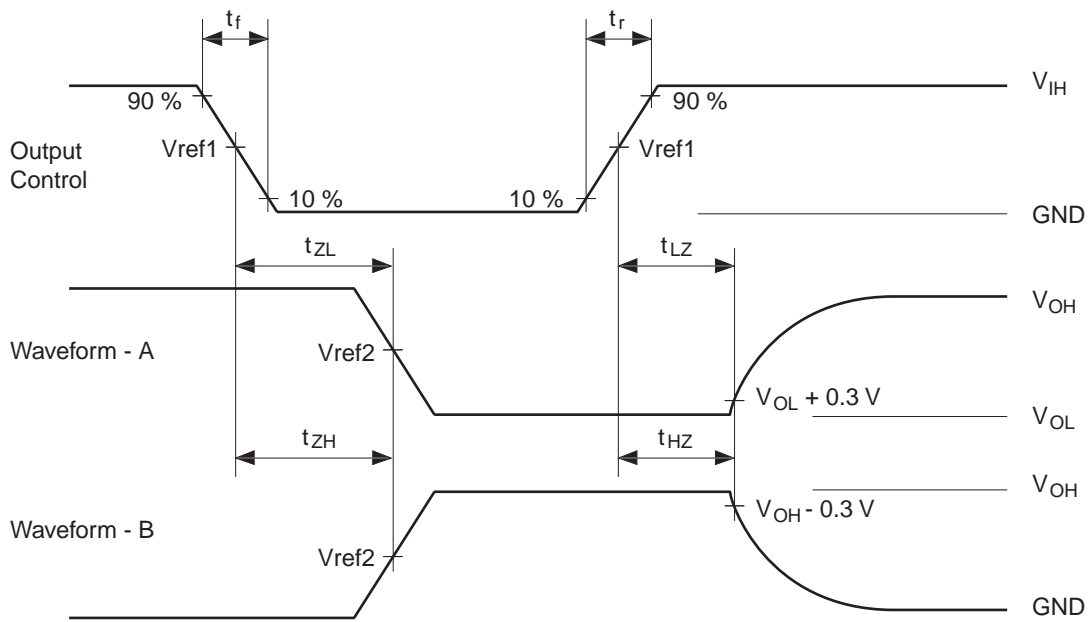 tf
tr
VIH
90 %
90 %
Output
Control
Vref1
Vref1
10 %
10 %
GND
tZL
tLZ
VOH
Waveform - A
Vref2
VOL + 0.3 V
VOL
tZH
tHZ
VOH
VOH - 0.3 V
Waveform - B
Vref2
GND